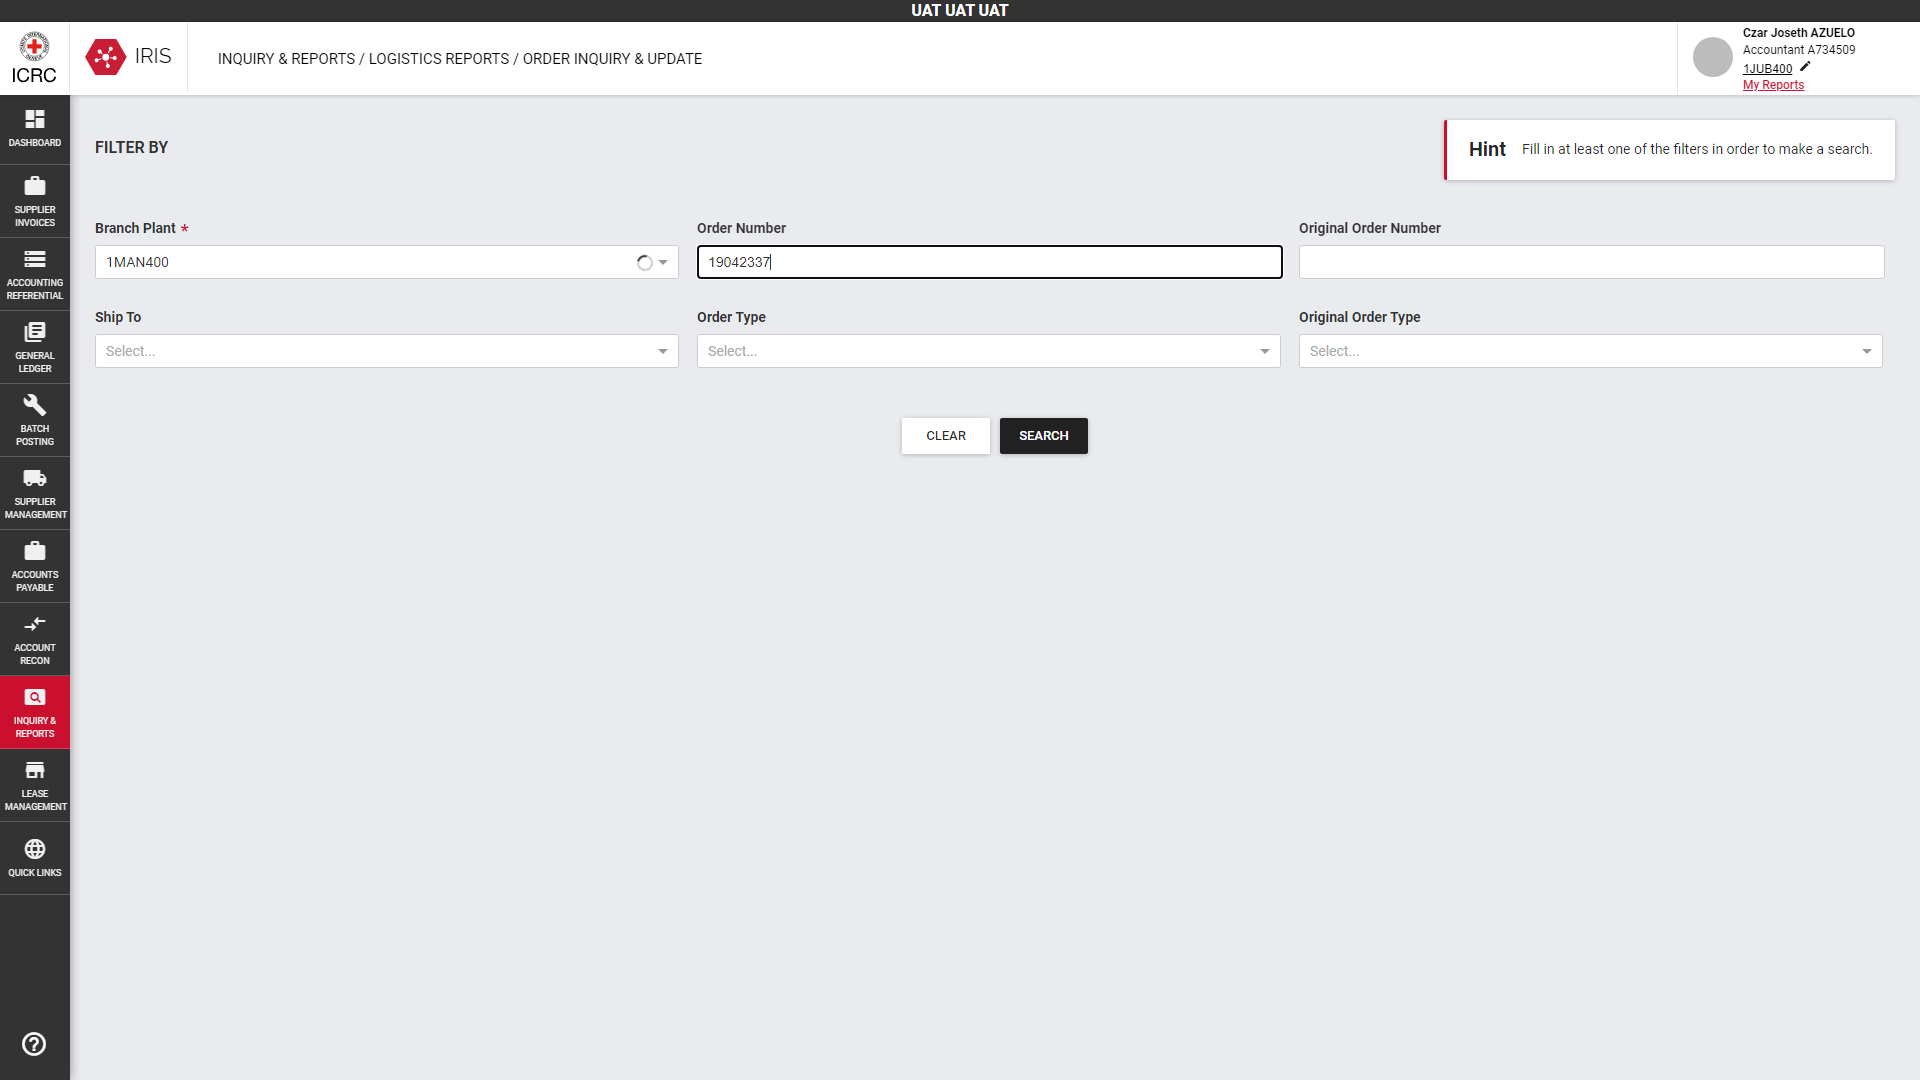 UAT UAT UAT
ICRC
IRIS
INQUIRY & REPORTS / LOGISTICS REPORTS / ORDER INQUIRY & UPDATE
Czar Joseth AZUELO
Accountant A734509
1JUB400
My Reports
DASHBOARD
SUPPLIER
INVOICES
ACCOUNTING
REFERENTIAL
GENERAL
LEDGER
BATCH
POSTING
SUPPLIER
MANAGEMENT
ACCOUNTS
PAYABLE
ACCOUNT
RECON
INQUIRY &
REPORTS
LEASE
MANAGEMENT
QUICK LINKS
FILTER BY
Hint Fill in at least one of the filters in order to make a search.
Branch Plant *
1MAN400
Order Number
19042337
Original Order Number
Ship To
Select...
Order Type
Select...
Original Order Type
Select...
CLEAR
SEARCH